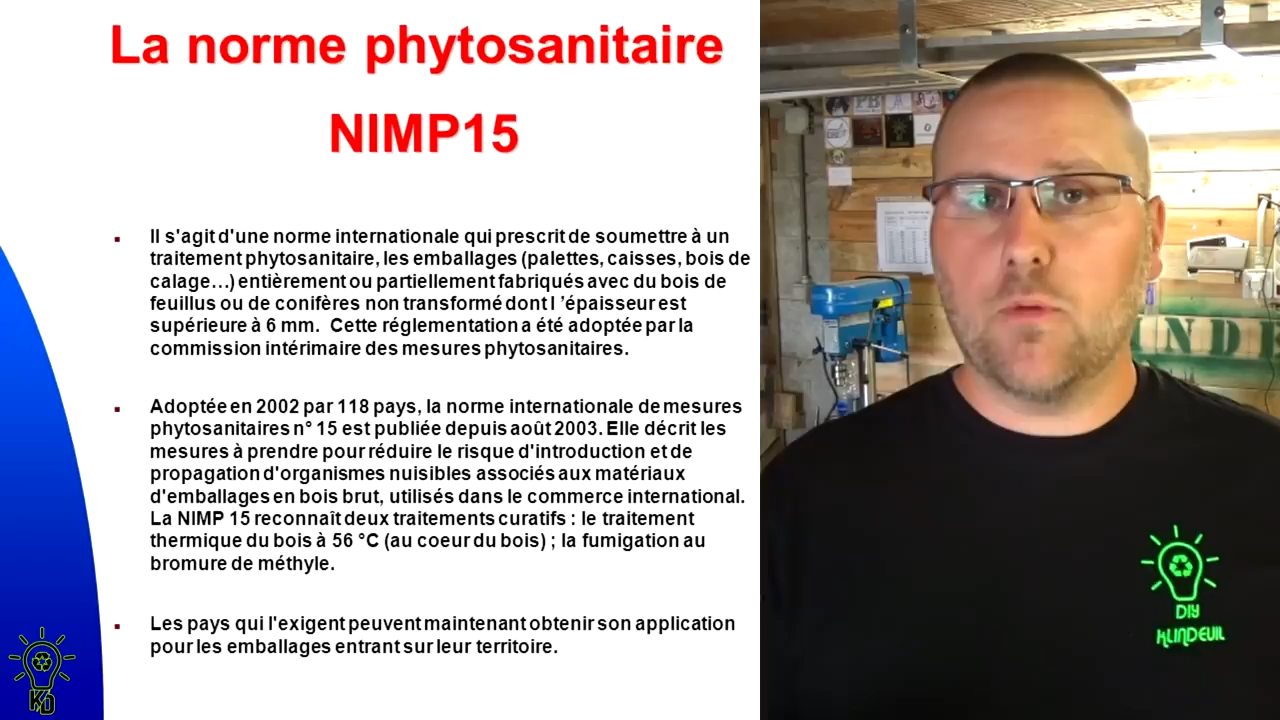 La norme phytosanitaire
NIMP15
Il s'agit d'une norme internationale qui prescrit de soumettre à un
traitement phytosanitaire, les emballages (palettes, caisses, bois de
calage…) entièrement ou partiellement fabriqués avec du bois de
feuillus ou de conifères non transformé dont l ’épaisseur est
supérieure à 6 mm. Cette réglementation a été adoptée par la
commission intérimaire des mesures phytosanitaires.
Adoptée en 2002 par 118 pays, la norme internationale de mesures
phytosanitaires n° 15 est publiée depuis août 2003. Elle décrit les
mesures à prendre pour réduire le risque d'introduction et de
propagation d'organismes nuisibles associés aux matériaux
d'emballages en bois brut, utilisés dans le commerce international.
La NIMP 15 reconnaît deux traitements curatifs : le traitement
thermique du bois à 56 °C (au coeur du bois) ; la fumigation au
bromure de méthyle.
Les pays qui l'exigent peuvent maintenant obtenir son application
pour les emballages entrant sur leur territoire.
KD
PB
INDE
DIY
KLINDEUIL